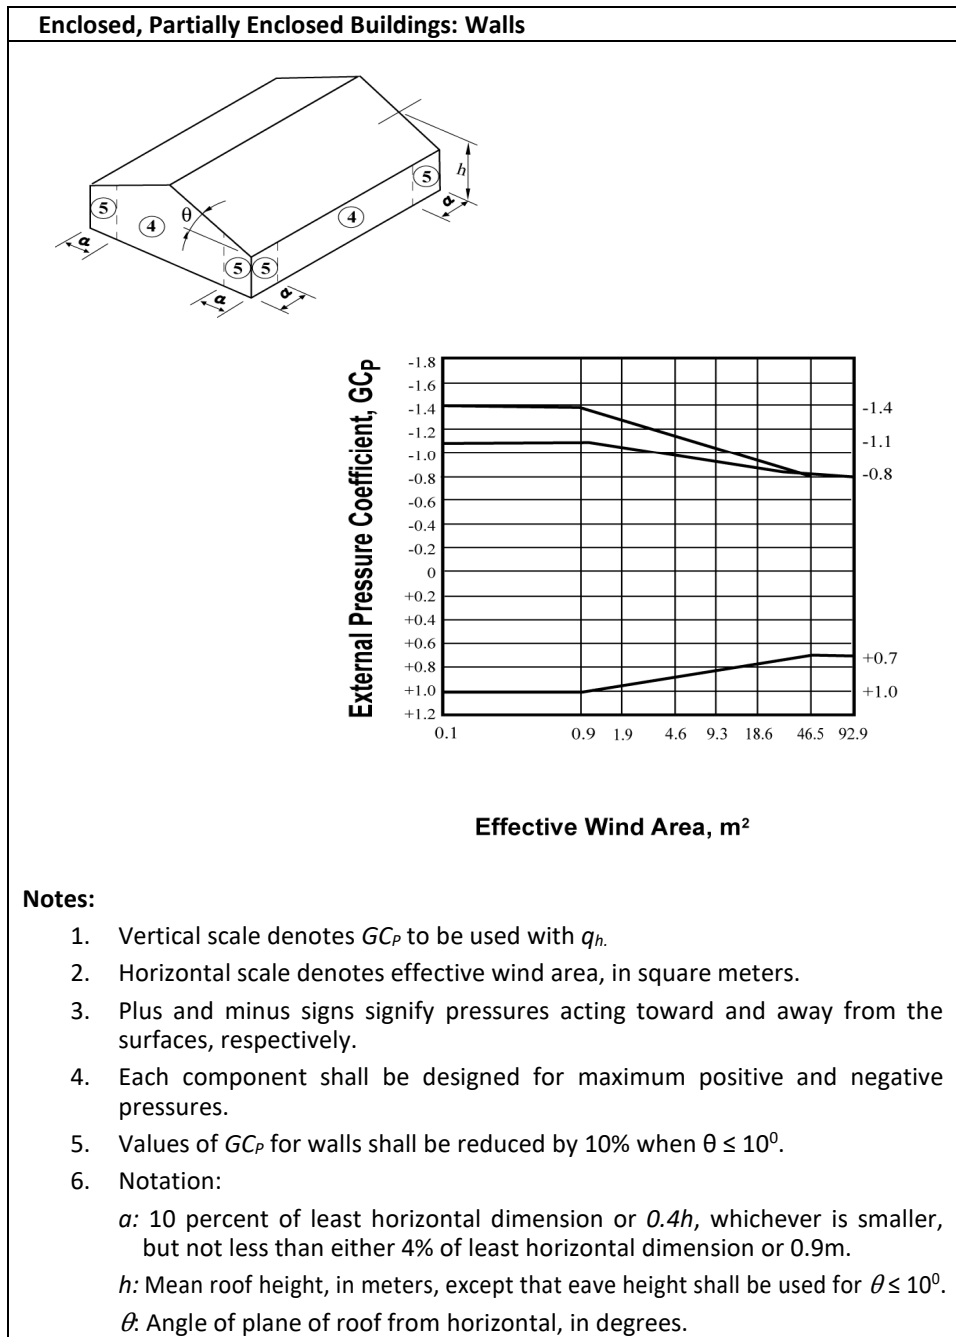 Enclosed, Partially Enclosed Buildings: Walls
5
4
θ
5
5
4
5
h
a
a
a
a
External Pressure Coefficient, GCP
-1.8
-1.6
-1.4
-1.2
-1.0
-0.8
-0.6
-0.4
-0.2
0
+0.2
+0.4
+0.6
+0.8
+1.0
+1.2
-1.4
-1.1
-0.8
+0.7
+1.0
0.1 0.9 1.9 4.6 9.3 18.6 46.5 92.9
Effective Wind Area, m²
Notes:
1. Vertical scale denotes GCP to be used with qh.
2. Horizontal scale denotes effective wind area, in square meters.
3. Plus and minus signs signify pressures acting toward and away from the
surfaces, respectively.
4. Each component shall be designed for maximum positive and negative
pressures.
5. Values of GCP for walls shall be reduced by 10% when θ ≤ 10⁰.
6. Notation:
a: 10 percent of least horizontal dimension or 0.4h, whichever is smaller,
but not less than either 4% of least horizontal dimension or 0.9m.
h: Mean roof height, in meters, except that eave height shall be used for θ ≤ 10⁰.
θ: Angle of plane of roof from horizontal, in degrees.